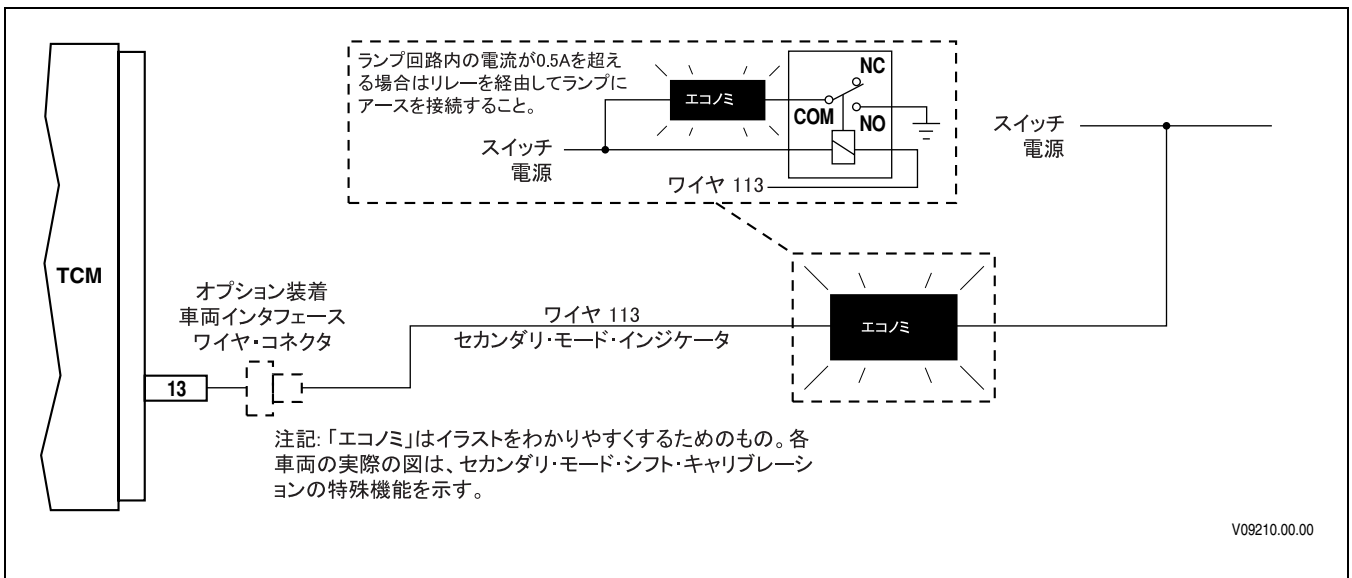 ランプ回路内の電流が0.5Aを超え
る場合はリレーを経由してランプに
アースを接続すること。
エコノミ
NC
COM
NO
スイッチ
電源
ワイヤ 113
スイッチ
電源
TCM
オプション装着
車両インタフェース
ワイヤ・コネクタ
13
ワイヤ 113
セカンダリ・モード・インジケータ
エコノミ
注記: 「エコノミ」はイラストをわかりやすくするためのもの。各
車両の実際の図は、セカンダリ・モード・シフト・キャリブレーシ
ョンの特殊機能を示す。
V09210.00.00